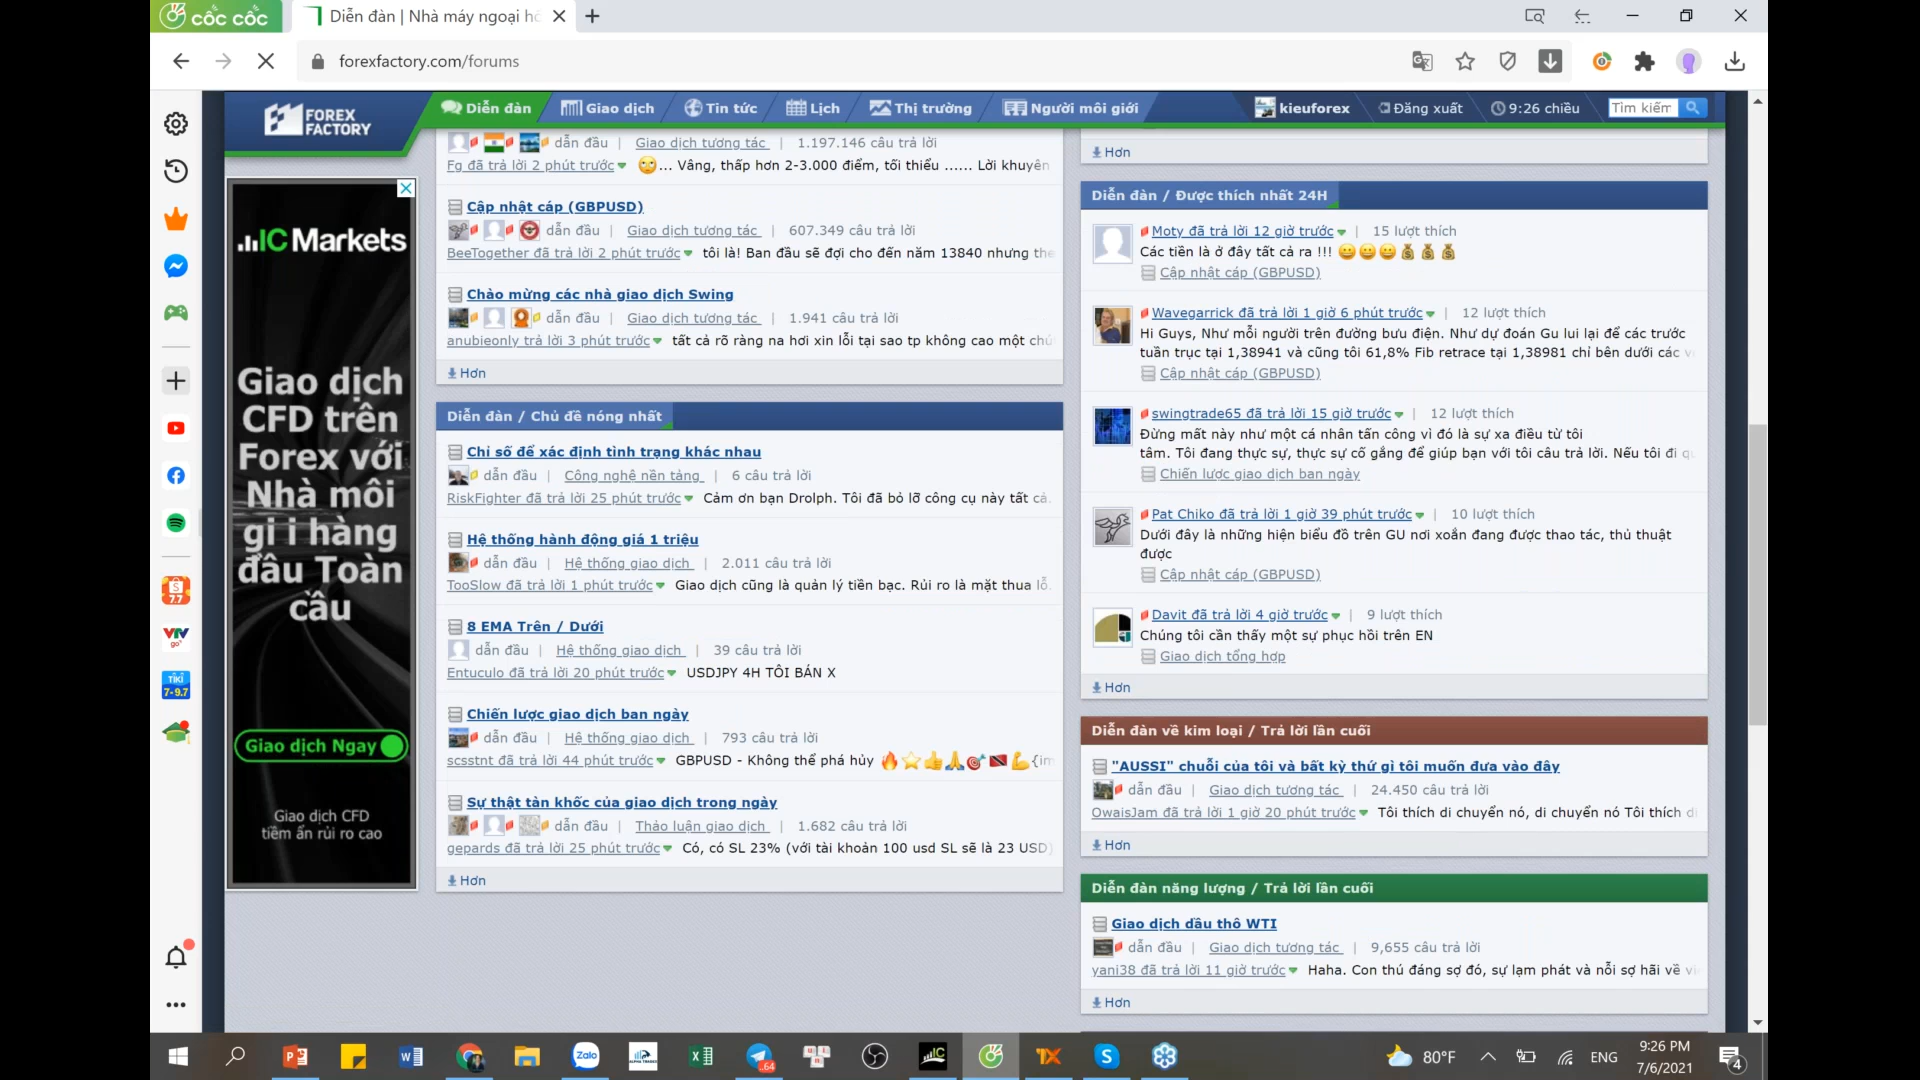 cốc cốc
Diễn đàn | Nhà máy ngoại hố
forexfactory.com/forums
FOREX FACTORY
Diễn đàn
Giao dịch
Tin tức
Lịch
Thị trường
Người môi giới
kieuforex
Đăng xuất
9:26 chiều
Tìm kiếm
IC Markets
Giao dịch
CFD trên
Forex với
Nhà môi
gi i hàng
đầu Toàn
cầu
Giao dịch Ngay
Giao dịch CFD
tiềm ẩn rủi ro cao
dẫn đầu | Giao dịch tương tác | 1.197.146 câu trả lời
Fg đã trả lời 2 phút trước ... Vâng, thấp hơn 2-3.000 điểm, tối thiểu ...... Lời khuyên
Cập nhật cáp (GBPUSD)
dẫn đầu | Giao dịch tương tác | 607.349 câu trả lời
BeeTogether đã trả lời 2 phút trước tôi là! Ban đầu sẽ đợi cho đến năm 13840 nhưng the
Chào mừng các nhà giao dịch Swing
dẫn đầu | Giao dịch tương tác | 1.941 câu trả lời
anubieonly trả lời 3 phút trước tất cả rõ ràng na hơi xin lỗi tại sao tp không cao một
Hơn
Diễn đàn / Chủ đề nóng nhất
Chỉ số để xác định tình trạng khác nhau
dẫn đầu | Công nghệ nền tảng | 6 câu trả lời
RiskFighter đã trả lời 25 phút trước Cảm ơn bạn Drolph. Tôi đã bỏ lỡ công cụ này tất cả.
Hệ thống hành động giá 1 triệu
dẫn đầu | Hệ thống giao dịch | 2.011 câu trả lời
TooSlow đã trả lời 1 phút trước Giao dịch cũng là quản lý tiền bạc. Rủi ro là mặt thua lỗ.
8 EMA Trên / Dưới
dẫn đầu | Hệ thống giao dịch | 39 câu trả lời
Entuculo đã trả lời 20 phút trước USDJPY 4H TÔI BÁN X
Chiến lược giao dịch ban ngày
dẫn đầu | Hệ thống giao dịch | 793 câu trả lời
scsstnt đã trả lời 44 phút trước GBPUSD - Không thể phá hủy 🔥⭐👍🙏🎯🇹🇹💪{im
Sự thật tàn khốc của giao dịch trong ngày
dẫn đầu | Thảo luận giao dịch | 1.682 câu trả lời
gepards đã trả lời 25 phút trước Có, có SL 23% (với tài khoản 100 usd SL sẽ là 23 USD)
Hơn
Hơn
Diễn đàn / Được thích nhất 24H
Moty đã trả lời 12 giờ trước | 15 lượt thích
Các tiền là ở đây tất cả ra !!! 😀😀😀💰💰💰
Cập nhật cáp (GBPUSD)
Wavegarrick đã trả lời 1 giờ 6 phút trước | 12 lượt thích
Hi Guys, Như mỗi người trên đường bưu điện. Như dự đoán Gu lui lại để các trước
tuần trục tại 1,38941 và cũng tôi 61,8% Fib retrace tại 1,38981 chỉ bên dưới các
Cập nhật cáp (GBPUSD)
swingtrade65 đã trả lời 15 giờ trước | 12 lượt thích
Đừng mất này như một cá nhân tấn công vì đó là sự xa điều từ tôi
tâm. Tôi đang thực sự, thực sự cố gắng để giúp bạn với tôi câu trả lời. Nếu tôi đi
Chiến lược giao dịch ban ngày
Pat Chiko đã trả lời 1 giờ 39 phút trước | 10 lượt thích
Dưới đây là những hiện biểu đồ trên GU nơi xoắn đang được thao tác, thủ thuật
được
Cập nhật cáp (GBPUSD)
Davit đã trả lời 4 giờ trước | 9 lượt thích
Chúng tôi cần thấy một sự phục hồi trên EN
Giao dịch tổng hợp
Hơn
Diễn đàn về kim loại / Trả lời lần cuối
"AUSSI" chuỗi của tôi và bất kỳ thứ gì tôi muốn đưa vào đây
dẫn đầu | Giao dịch tương tác | 24.450 câu trả lời
OwaisJam đã trả lời 1 giờ 20 phút trước Tôi thích di chuyển nó, di chuyển nó Tôi thích di
Hơn
Diễn đàn năng lượng / Trả lời lần cuối
Giao dịch dầu thô WTI
dẫn đầu | Giao dịch tương tác | 9,655 câu trả lời
yani38 đã trả lời 11 giờ trước Haha. Con thú đáng sợ đó, sự lạm phát và nỗi sợ hãi về
Hơn
7.7
VTV
go
TIKI
7-9.7
Zalo
80°F
ENG
9:26 PM
7/6/2021
4